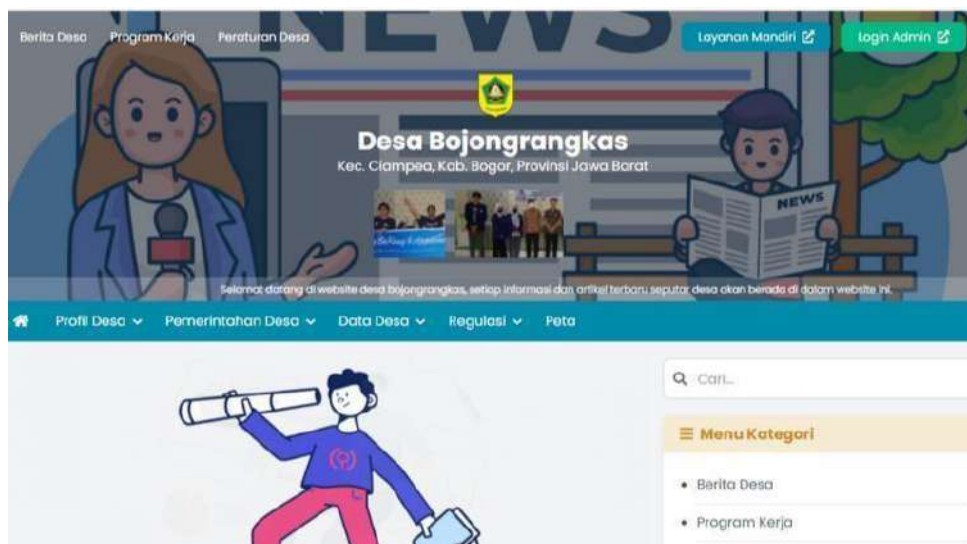 NEWS
Berita Desa Program Kerja Peraturan Desa
Layanan Mandiri
Login Admin
Desa Bojongrangkas
Kec. Ciampea, Kab. Bogor, Provinsi Jawa Barat
NEWS
Selamat datang di website desa bojongrangkas, setiap informasi dan artikel terbaru seputar desa akan berada di dalam website ini.
Profil Desa Pemerintahan Desa Data Desa Regulasi Peta
Cari...
Menu Kategori
Berita Desa
Program Kerja